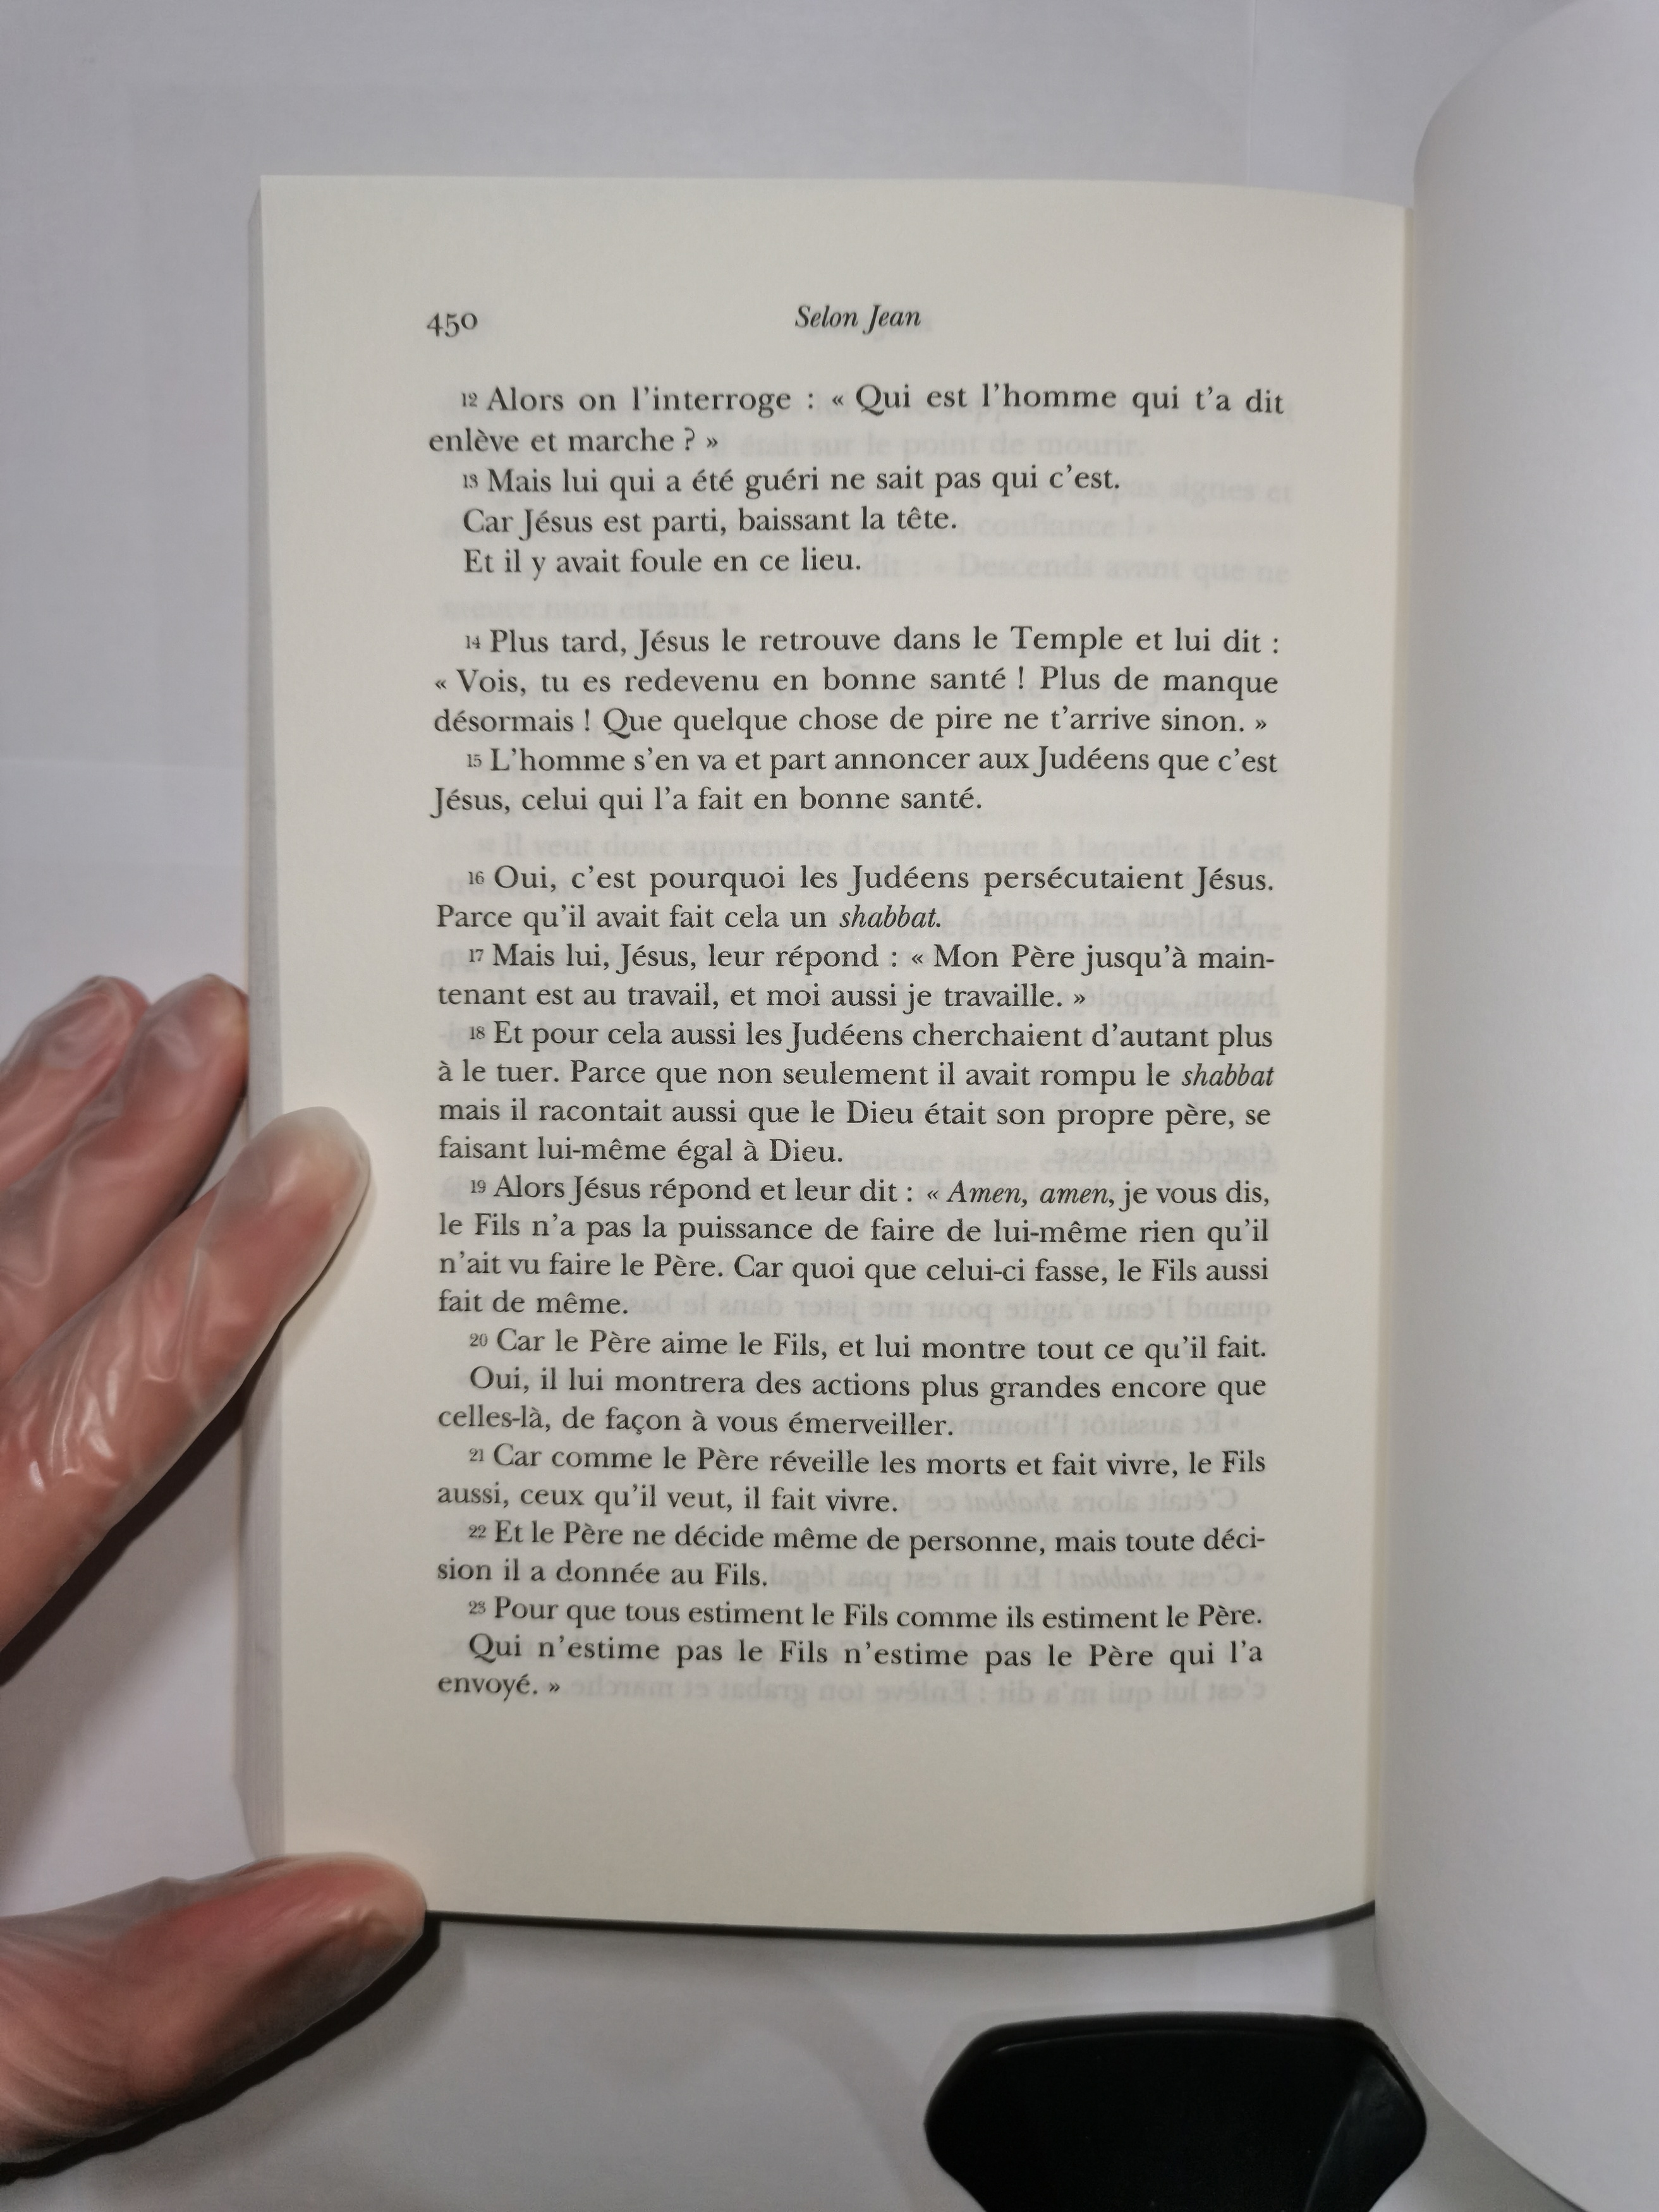 450
Selon Jean
12 Alors on l’interroge : « Qui est l’homme qui t’a dit
enlève et marche ? »
13 Mais lui qui a été guéri ne sait pas qui c’est.
Car Jésus est parti, baissant la tête.
Et il y avait foule en ce lieu.
14 Plus tard, Jésus le retrouve dans le Temple et lui dit :
« Vois, tu es redevenu en bonne santé ! Plus de manque
désormais ! Que quelque chose de pire ne t’arrive sinon. »
15 L’homme s’en va et part annoncer aux Judéens que c’est
Jésus, celui qui l’a fait en bonne santé.
16 Oui, c’est pourquoi les Judéens persécutaient Jésus.
Parce qu’il avait fait cela un shabbat.
17 Mais lui, Jésus, leur répond : « Mon Père jusqu’à main-
tenant est au travail, et moi aussi je travaille. »
18 Et pour cela aussi les Judéens cherchaient d’autant plus
à le tuer. Parce que non seulement il avait rompu le shabbat
mais il racontait aussi que le Dieu était son propre père, se
faisant lui-même égal à Dieu.
19 Alors Jésus répond et leur dit : « Amen, amen, je vous dis,
le Fils n’a pas la puissance de faire de lui-même rien qu’il
n’ait vu faire le Père. Car quoi que celui-ci fasse, le Fils aussi
fait de même.
20 Car le Père aime le Fils, et lui montre tout ce qu’il fait.
Oui, il lui montrera des actions plus grandes encore que
celles-là, de façon à vous émerveiller.
21 Car comme le Père réveille les morts et fait vivre, le Fils
aussi, ceux qu’il veut, il fait vivre.
22 Et le Père ne décide même de personne, mais toute déci-
sion il a donnée au Fils.
23 Pour que tous estiment le Fils comme ils estiment le Père.
Qui n’estime pas le Fils n’estime pas le Père qui l’a
envoyé. »